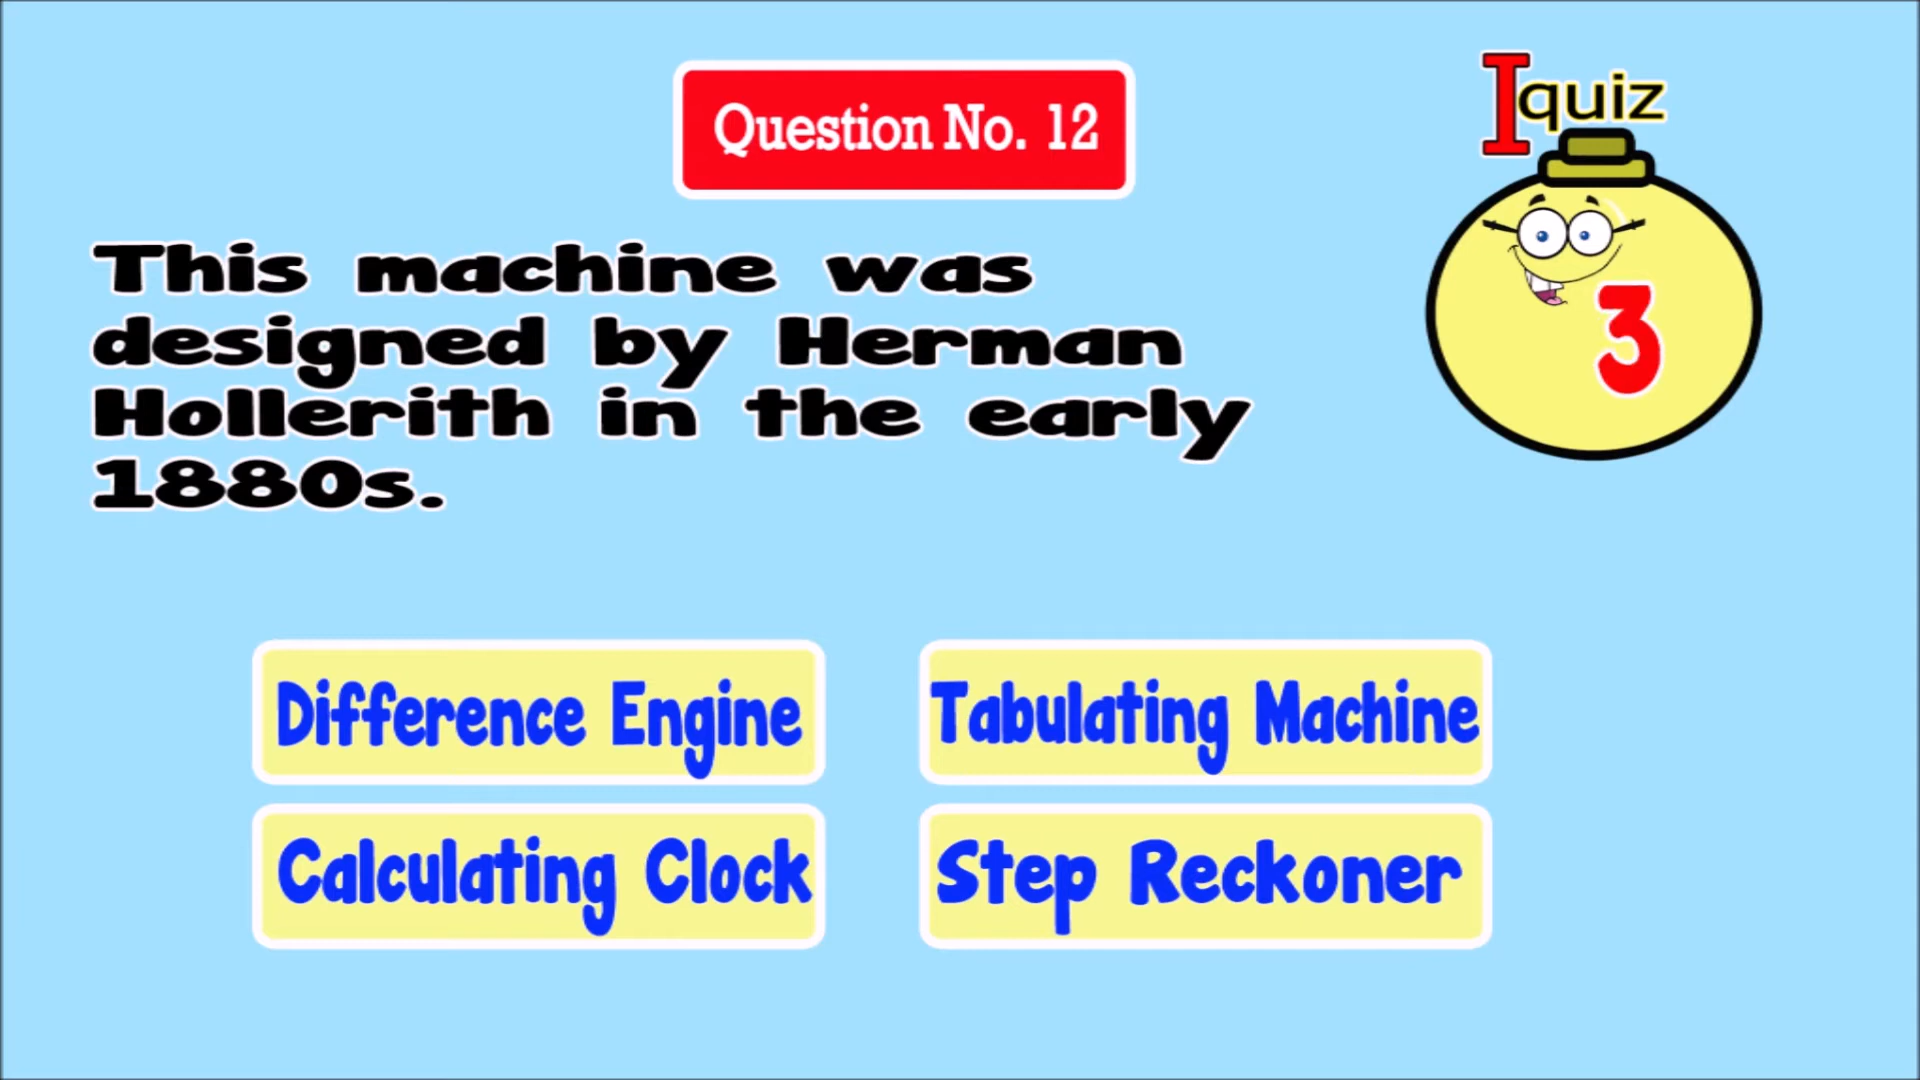 Question No. 12
Iquiz
This machine was
designed by Herman
Hollerith in the early
1880s.
3
Difference Engine
Tabulating Machine
Calculating Clock
Step Reckoner